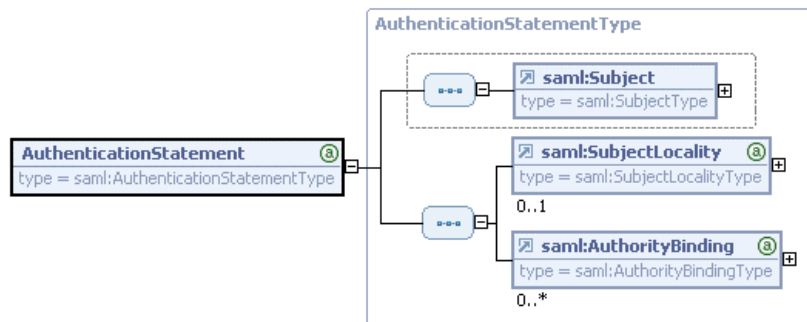 AuthenticationStatementType
saml:Subject
type = saml:SubjectType
AuthenticationStatement a
type = saml:AuthenticationStatementType
saml:SubjectLocality a
type = saml:SubjectLocalityType
0..1
saml:AuthorityBinding a
type = saml:AuthorityBindingType
0..*